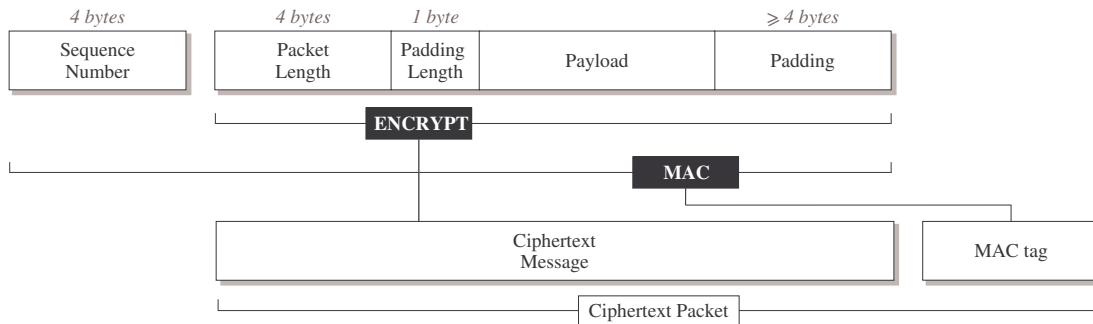 4 bytes
4 bytes
1 byte
⩾ 4 bytes
Sequence
Number
Packet
Length
Padding
Length
Payload
Padding
ENCRYPT
MAC
Ciphertext
Message
MAC tag
Ciphertext Packet